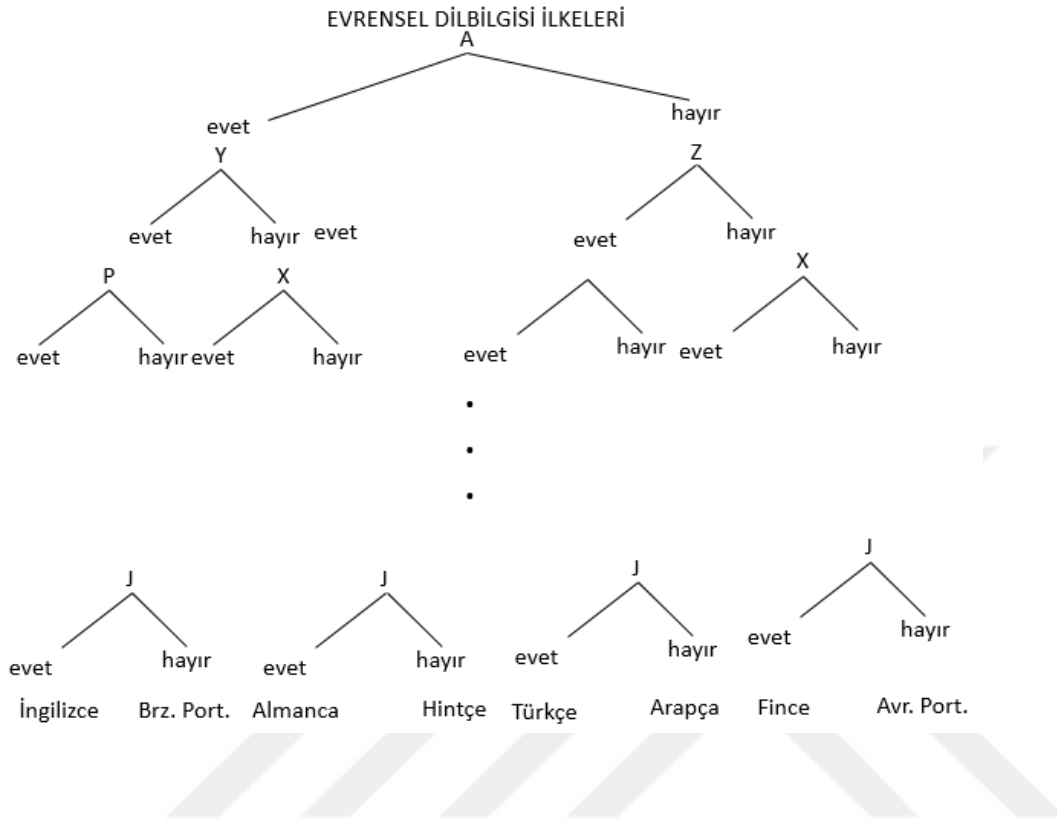 EVRENSEL DİLBİLGİSİ İLKELERİ
A
evet hayır
Y Z
evet hayır evet evet hayır
P X X
evet hayır evet hayır evet hayır evet hayır
J J J J
evet hayır evet hayır evet hayır evet hayır
İngilizce Brz. Port. Almanca Hintçe Türkçe Arapça Fince Avr. Port.